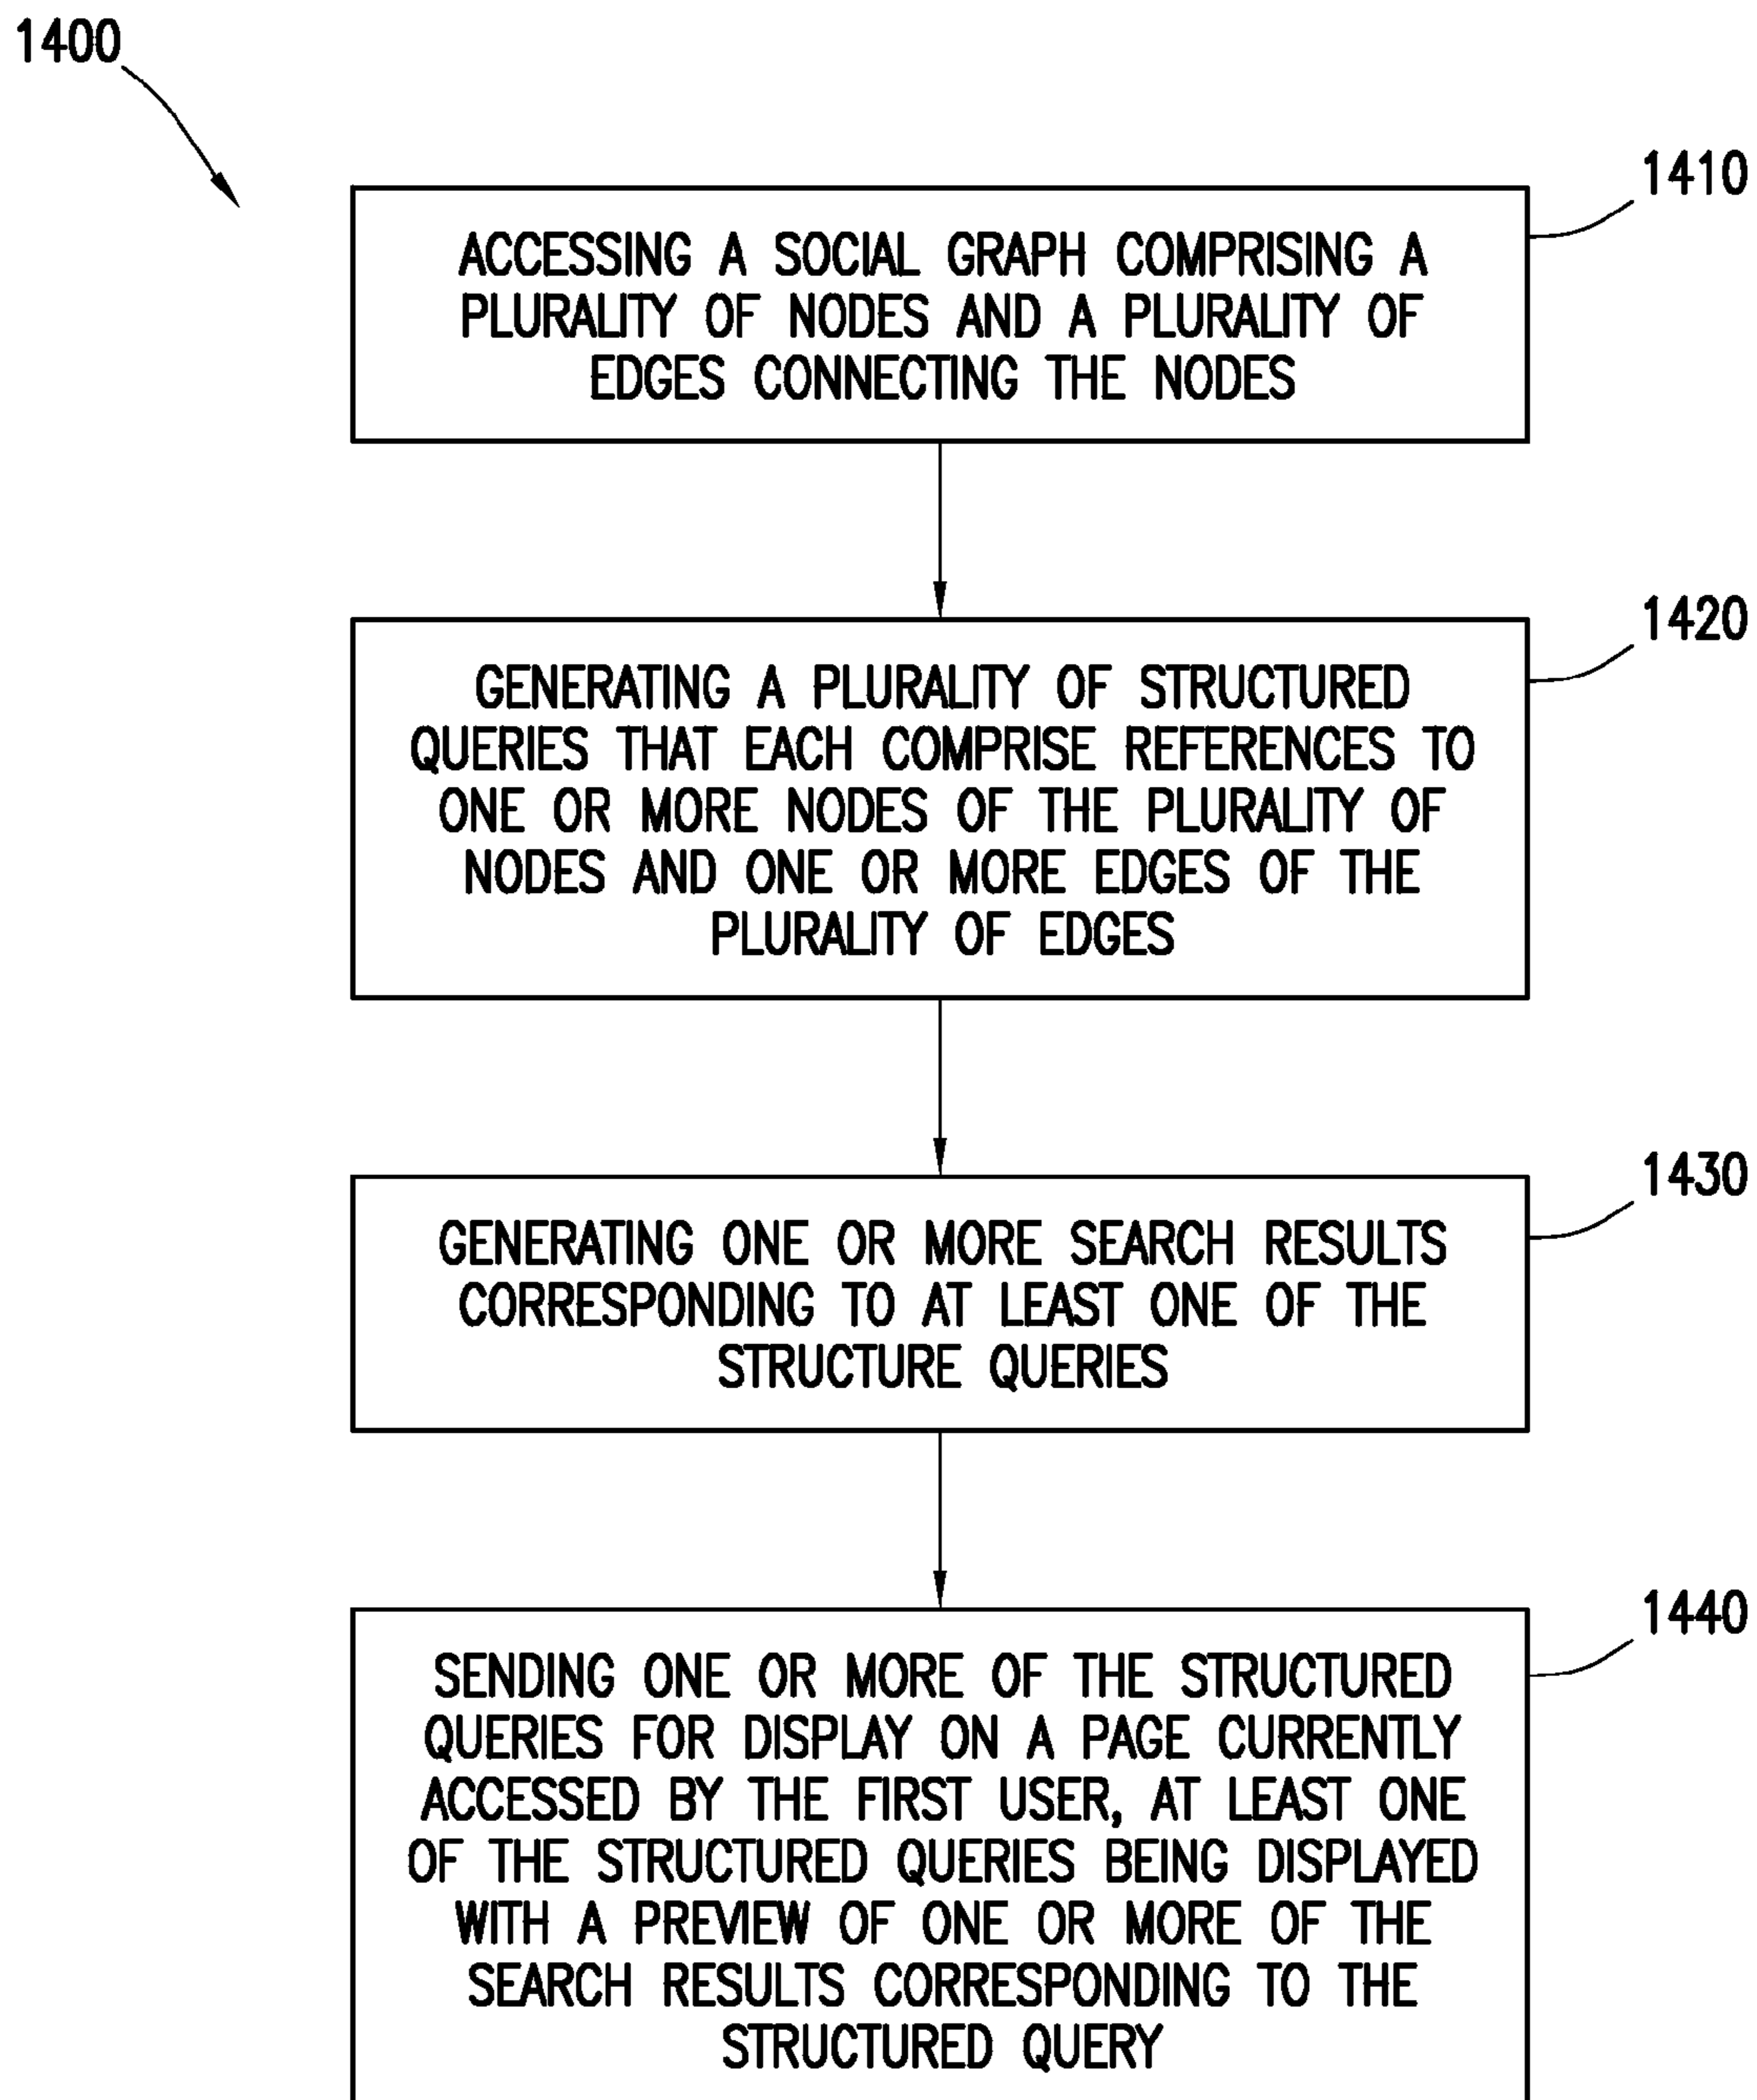 1400
1410
ACCESSING A SOCIAL GRAPH COMPRISING A
PLURALITY OF NODES AND A PLURALITY OF
EDGES CONNECTING THE NODES
1420
GENERATING A PLURALITY OF STRUCTURED
QUERIES THAT EACH COMPRISE REFERENCES TO
ONE OR MORE NODES OF THE PLURALITY OF
NODES AND ONE OR MORE EDGES OF THE
PLURALITY OF EDGES
1430
GENERATING ONE OR MORE SEARCH RESULTS
CORRESPONDING TO AT LEAST ONE OF THE
STRUCTURE QUERIES
1440
SENDING ONE OR MORE OF THE STRUCTURED
QUERIES FOR DISPLAY ON A PAGE CURRENTLY
ACCESSED BY THE FIRST USER, AT LEAST ONE
OF THE STRUCTURED QUERIES BEING DISPLAYED
WITH A PREVIEW OF ONE OR MORE OF THE
SEARCH RESULTS CORRESPONDING TO THE
STRUCTURED QUERY